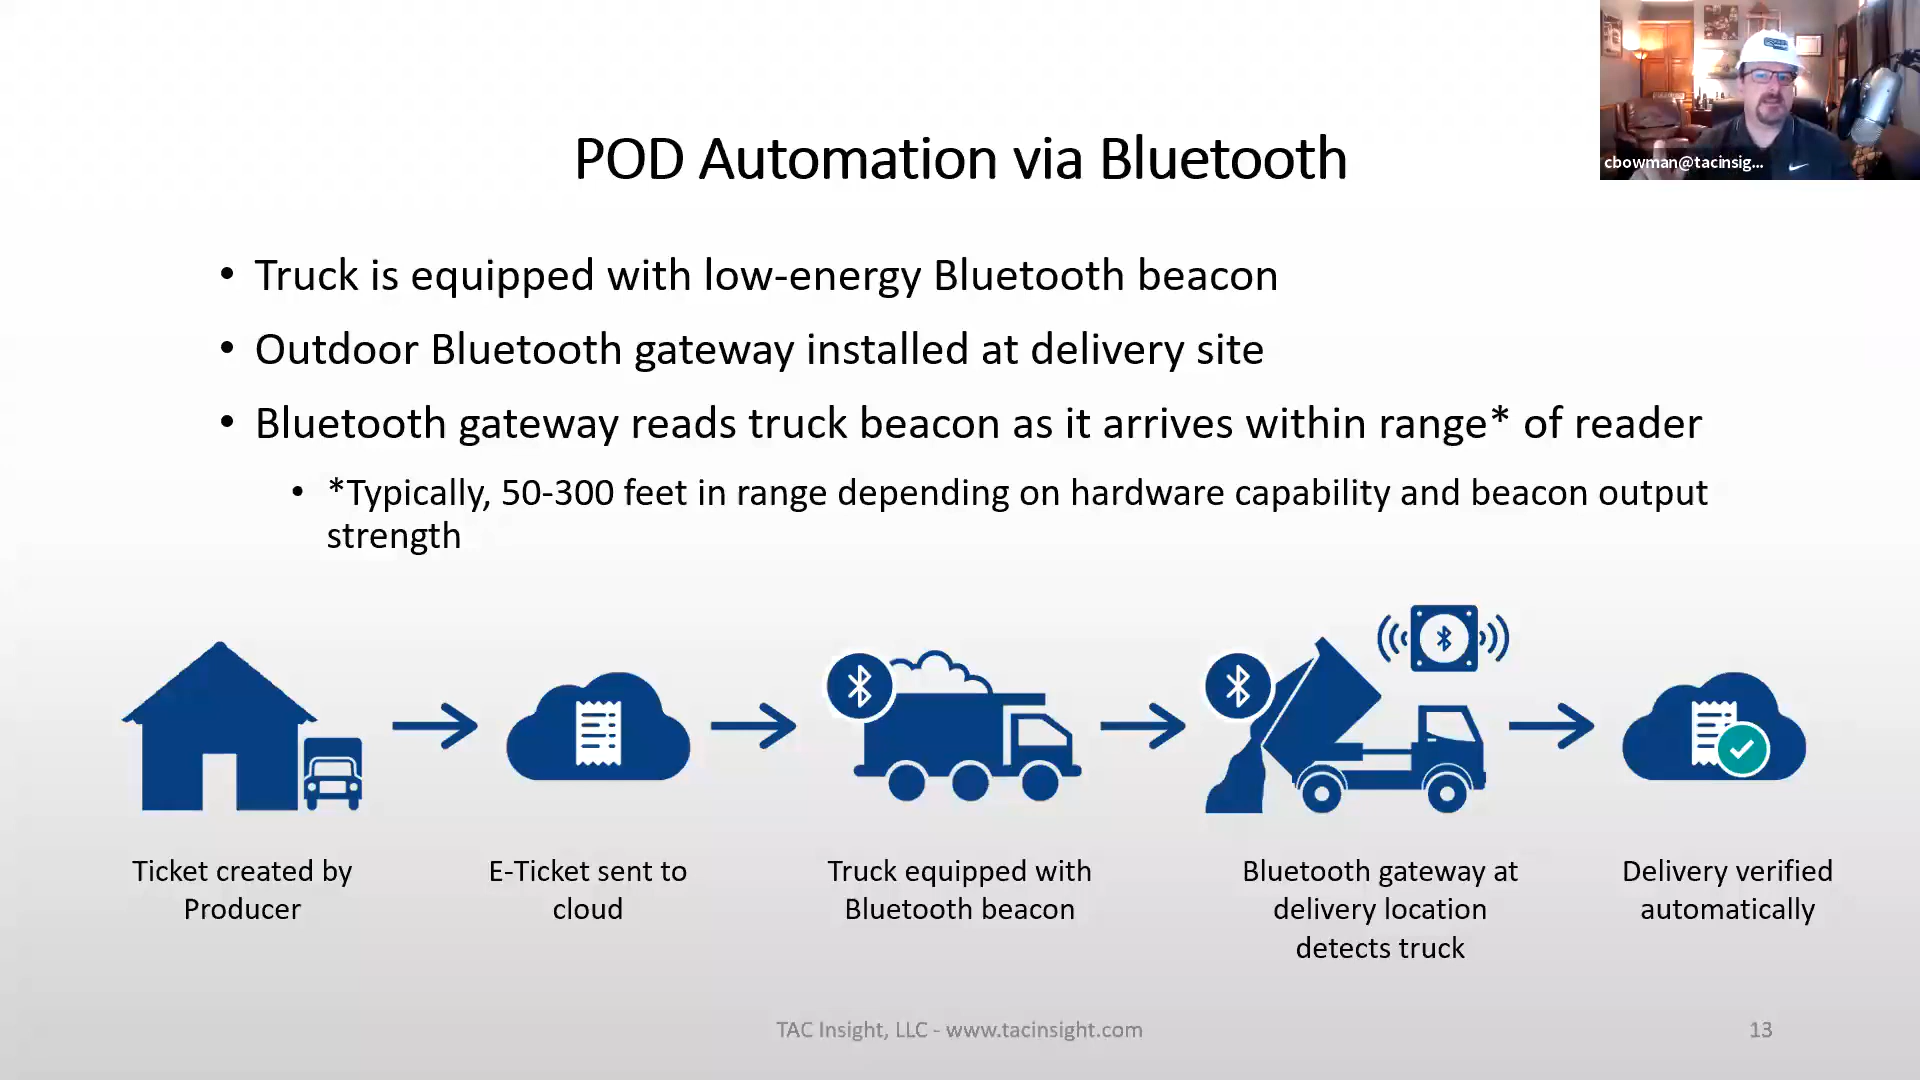 cbowman@tacinsig...
POD Automation via Bluetooth
• Truck is equipped with low-energy Bluetooth beacon
• Outdoor Bluetooth gateway installed at delivery site
• Bluetooth gateway reads truck beacon as it arrives within range* of reader
• *Typically, 50-300 feet in range depending on hardware capability and beacon output
strength
Ticket created by
Producer
E-Ticket sent to
cloud
Truck equipped with
Bluetooth beacon
Bluetooth gateway at
delivery location
detects truck
Delivery verified
automatically
TAC Insight, LLC - www.tacinsight.com
13